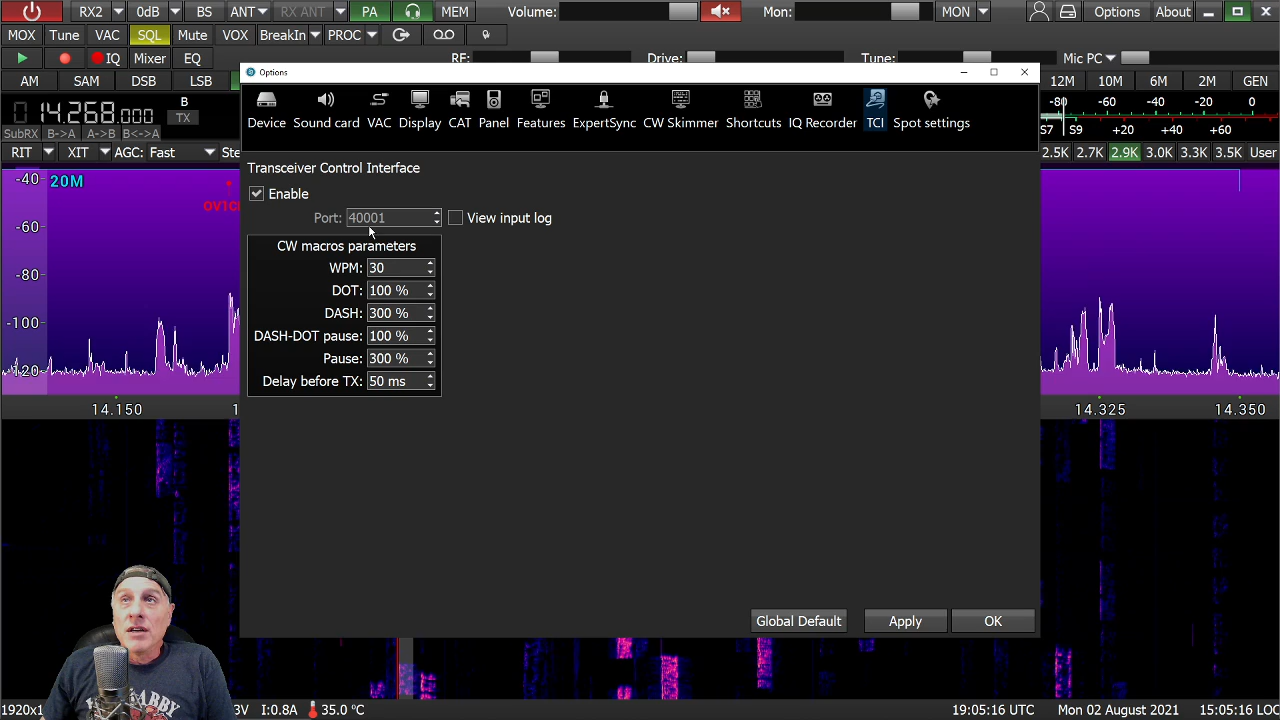 RX2 0dB BS ANT RX ANT PA MEM Volume: Mon: MON Options About
MOX Tune VAC SQL Mute VOX BreakIn PROC
IQ Mixer EQ RF: Drive: Tune: Mic PC
AM SAM DSB LSB 12M 10M 6M 2M GEN
Options
0 14.268.000 B TX
-80 -60 -40 -20 0
S7 S9 +20 +40 +60
SubRX B->A A->B B<->A
RIT XIT AGC: Fast 2.5K 2.7K 2.9K 3.0K 3.3K 3.5K User
Device Sound card VAC Display CAT Panel Features ExpertSync CW Skimmer Shortcuts IQ Recorder TCI Spot settings
Transceiver Control Interface
Enable
Port: 40001 View input log
CW macros parameters
WPM: 30
DOT: 100 %
DASH: 300 %
DASH-DOT pause: 100 %
Pause: 300 %
Delay before TX: 50 ms
Global Default Apply OK
-40 20M
-60
-80
-100
-120
14.150 14.325 14.350
I:0.8A 35.0 °C 19:05:16 UTC Mon 02 August 2021 15:05:16 LOC